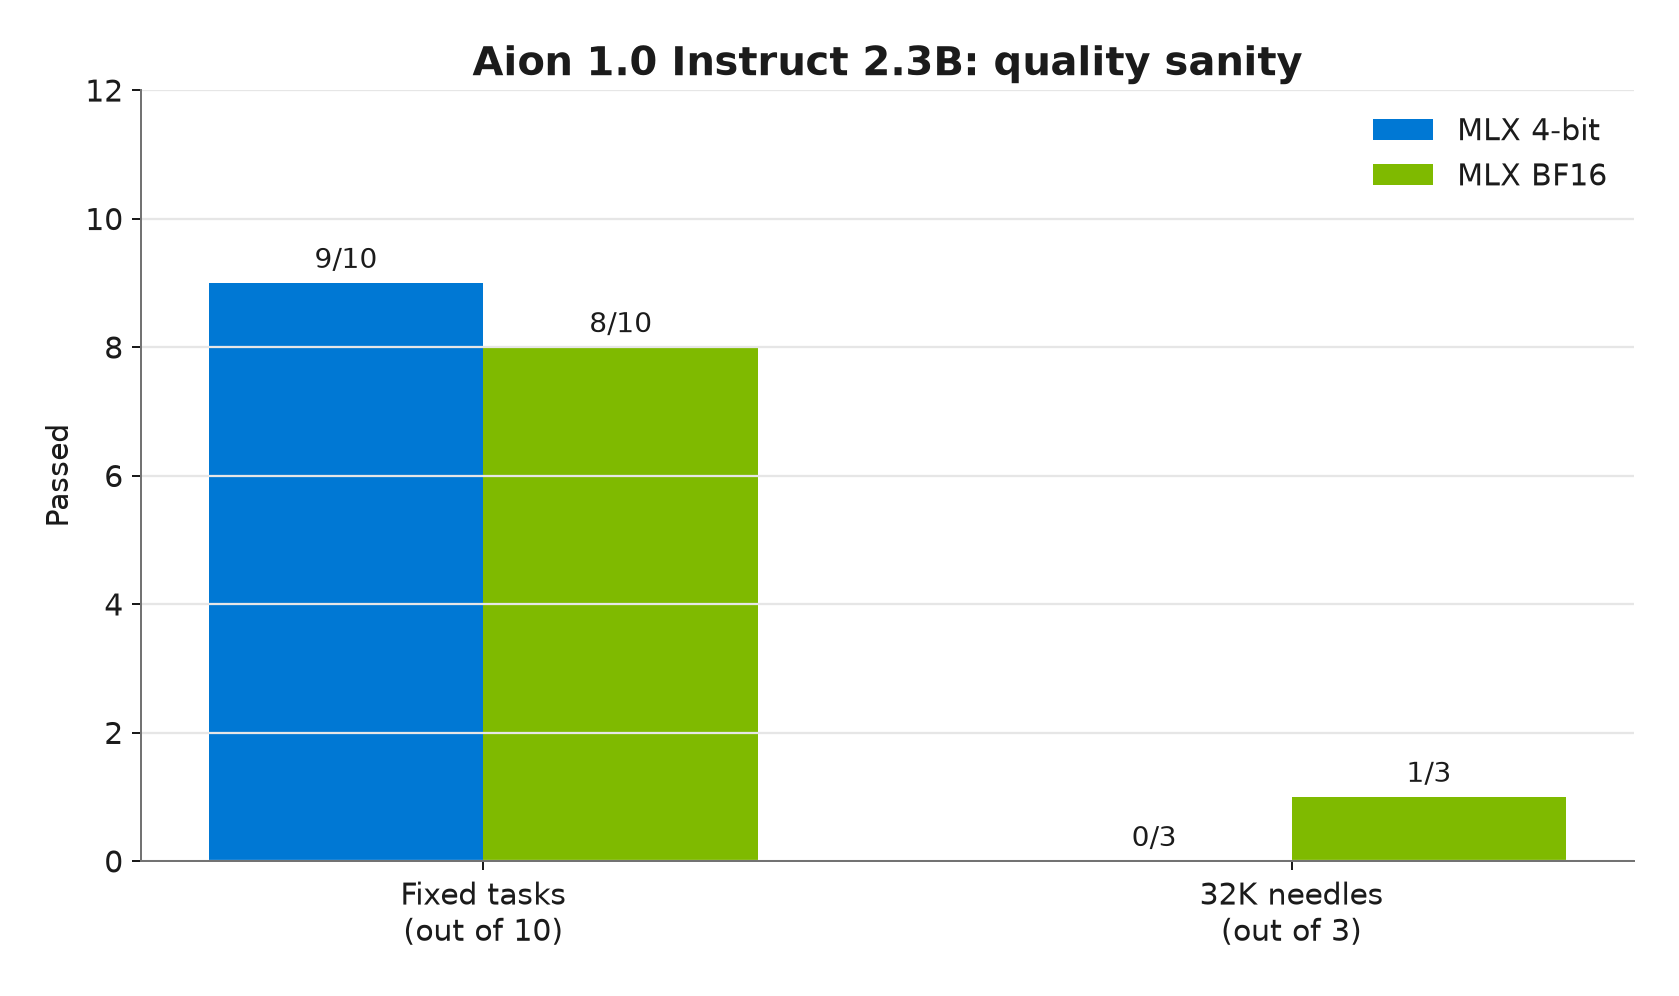 Aion 1.0 Instruct 2.3B: quality sanity
MLX 4-bit
MLX BF16
Passed
12
10
8
6
4
2
0
9/10
8/10
0/3
1/3
Fixed tasks
(out of 10)
32K needles
(out of 3)